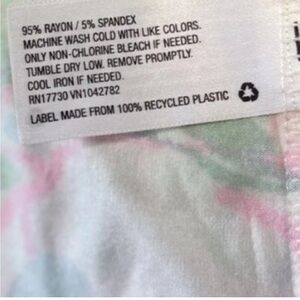 95% RAYON / 5% SPANDEX
MACHINE WASH COLD WITH LIKE COLORS.
ONLY NON-CHLORINE BLEACH IF NEEDED.
TUMBLE DRY LOW. REMOVE PROMPTLY.
COOL IRON IF NEEDED.
RN17730 VN1042782
LABEL MADE FROM 100% RECYCLED PLASTIC